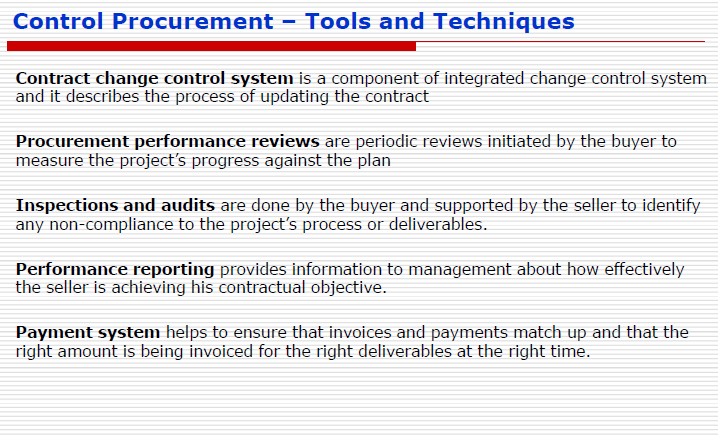 Control Procurement – Tools and Techniques
Contract change control system is a component of integrated change control system
and it describes the process of updating the contract
Procurement performance reviews are periodic reviews initiated by the buyer to
measure the project’s progress against the plan
Inspections and audits are done by the buyer and supported by the seller to identify
any non-compliance to the project’s process or deliverables.
Performance reporting provides information to management about how effectively
the seller is achieving his contractual objective.
Payment system helps to ensure that invoices and payments match up and that the
right amount is being invoiced for the right deliverables at the right time.